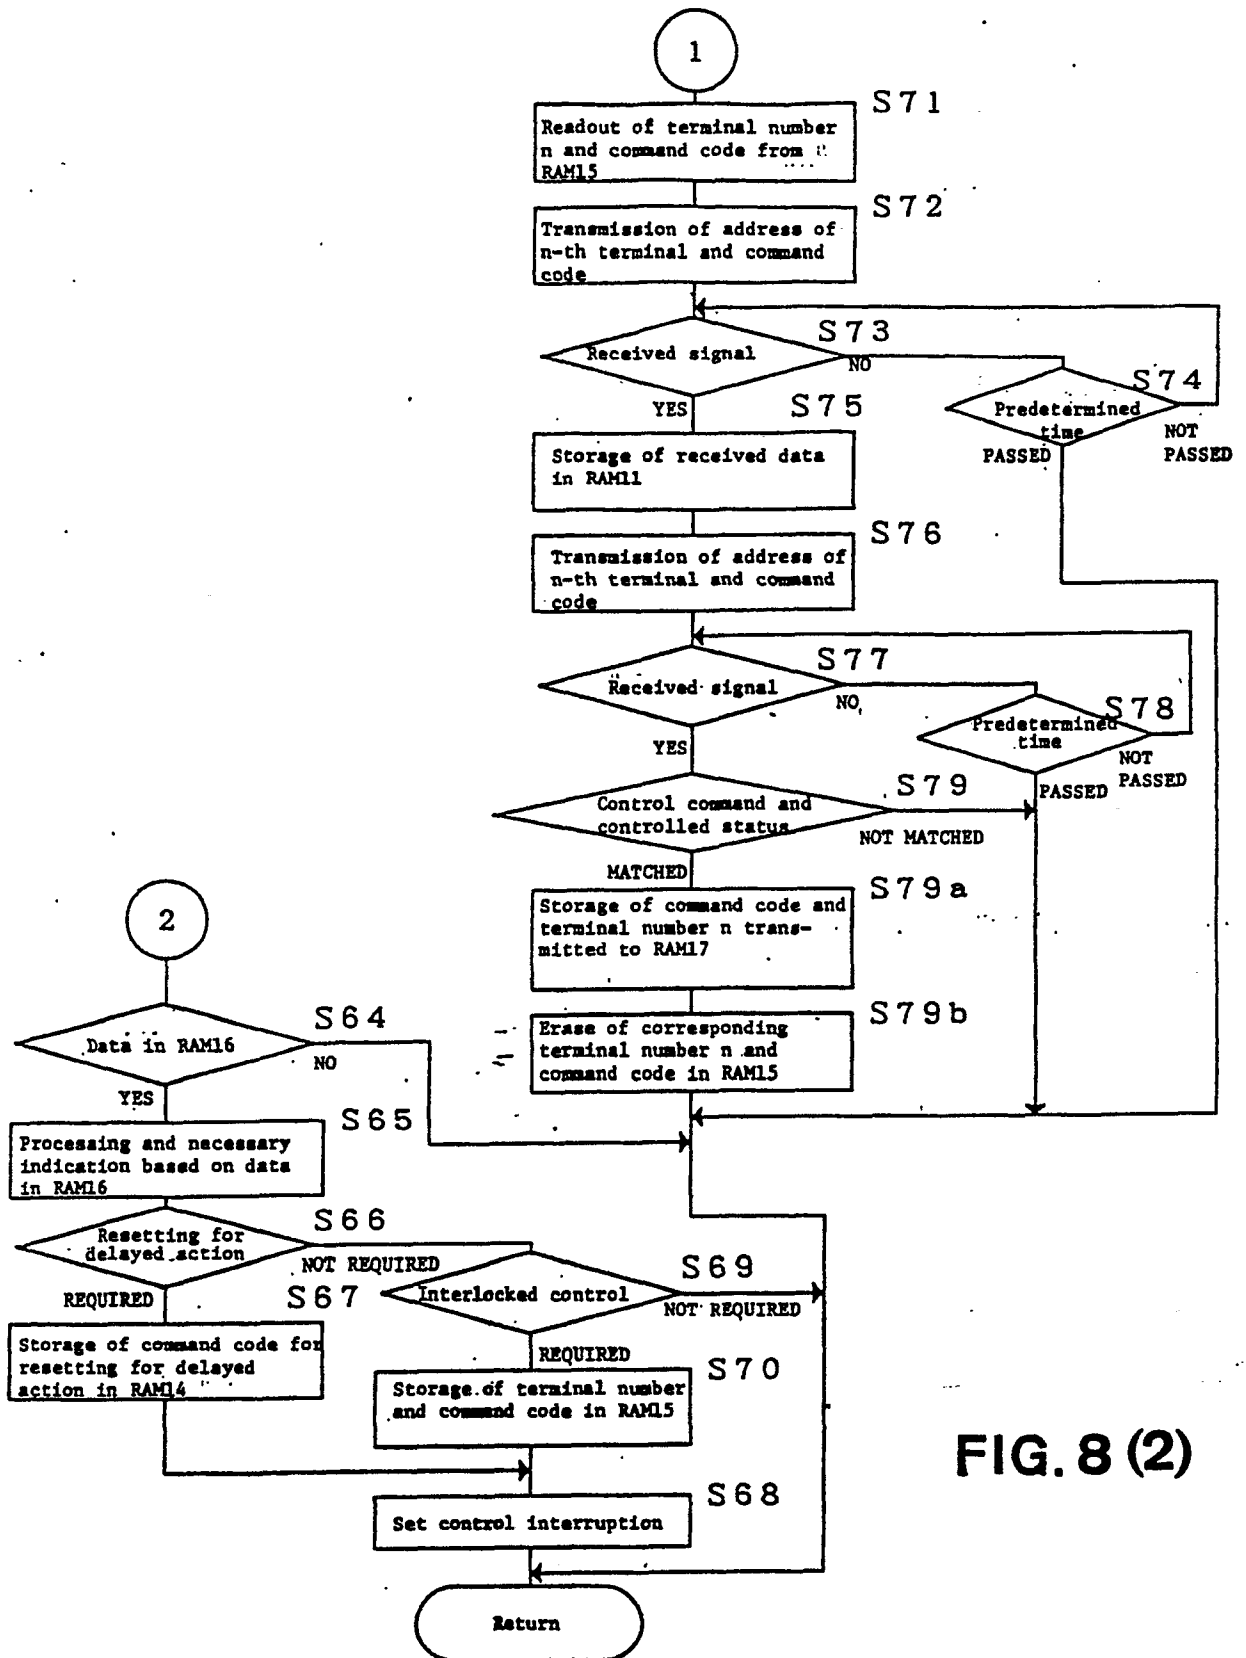 1
S71
Readout of terminal number
n and command code from
RAM15
S72
Transmission of address of
n-th terminal and command
code
S73
Received signal
NO
YES
S74
Predetermined
time
PASSED
NOT
PASSED
S75
Storage of received data
in RAM11
S76
Transmission of address of
n-th terminal and command
code
S77
Received signal
NO
YES
S78
Predetermined
time
NOT
PASSED
PASSED
S79
Control command and
controlled status
NOT MATCHED
MATCHED
S79a
Storage of command code and
terminal number n trans-
mitted to RAM17
S79b
Erase of corresponding
terminal number n and
command code in RAM15
2
S64
Data in RAM16
NO
YES
S65
Processing and necessary
indication based on data
in RAM16
S66
Resetting for
delayed action
NOT REQUIRED
REQUIRED
S67
Storage of command code for
resetting for delayed
action in RAM14
S69
Interlocked control
NOT REQUIRED
REQUIRED
S70
Storage of terminal number
and command code in RAM15
S68
Set control interruption
Return
FIG. 8 (2)